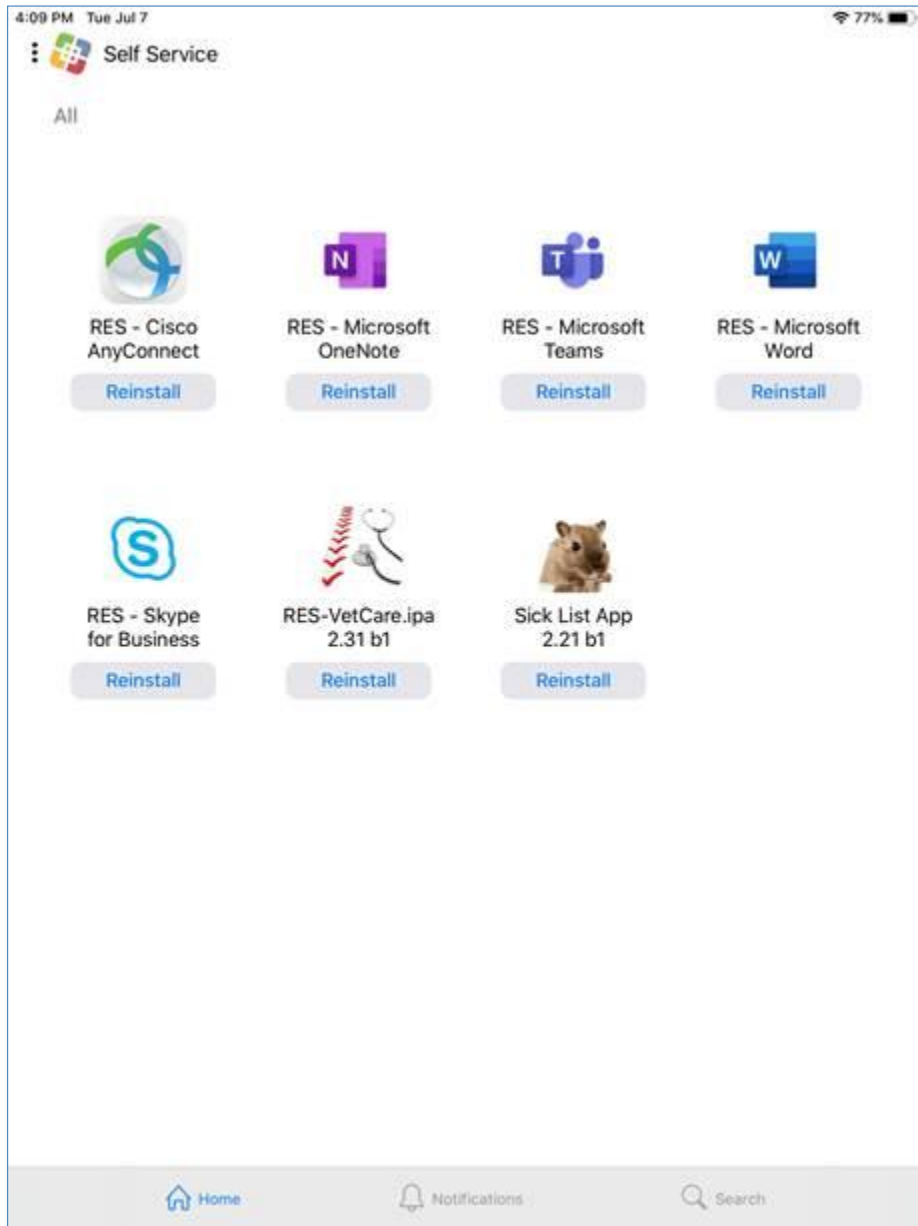 4:09 PM Tue Jul 7 77%
Self Service
All
RES - Cisco
AnyConnect
Reinstall
RES - Microsoft
OneNote
Reinstall
RES - Microsoft
Teams
Reinstall
RES - Microsoft
Word
Reinstall
RES - Skype
for Business
Reinstall
RES-VetCare.ipa
2.31 b1
Reinstall
Sick List App
2.21 b1
Reinstall
Home Notifications Search